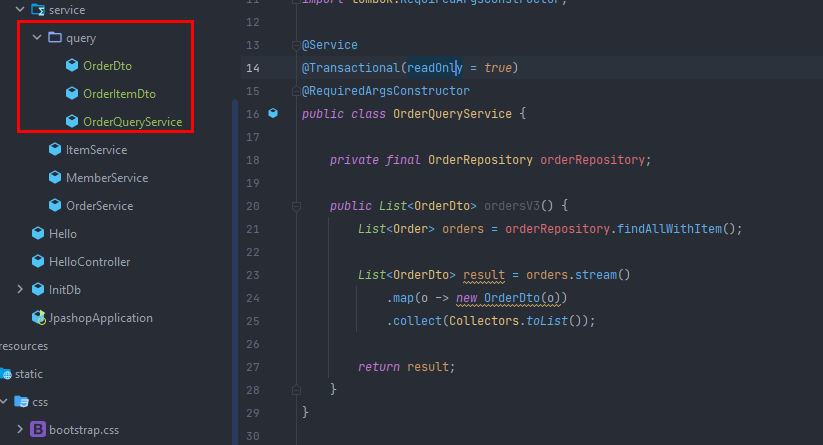 service
query
OrderDto
OrderItemDto
OrderQueryService
ItemService
MemberService
OrderService
Hello
HelloController
InitDb
JpashopApplication
resources
static
css
bootstrap.css
11 import lombok.RequiredArgsConstructor;
12
13 @Service
14 @Transactional(readOnly = true)
15 @RequiredArgsConstructor
16 public class OrderQueryService {
17
18 private final OrderRepository orderRepository;
19
20 public List<OrderDto> ordersV3() {
21 List<Order> orders = orderRepository.findAllWithItem();
22
23 List<OrderDto> result = orders.stream()
24 .map(o -> new OrderDto(o))
25 .collect(Collectors.toList());
26
27 return result;
28 }
29 }
30